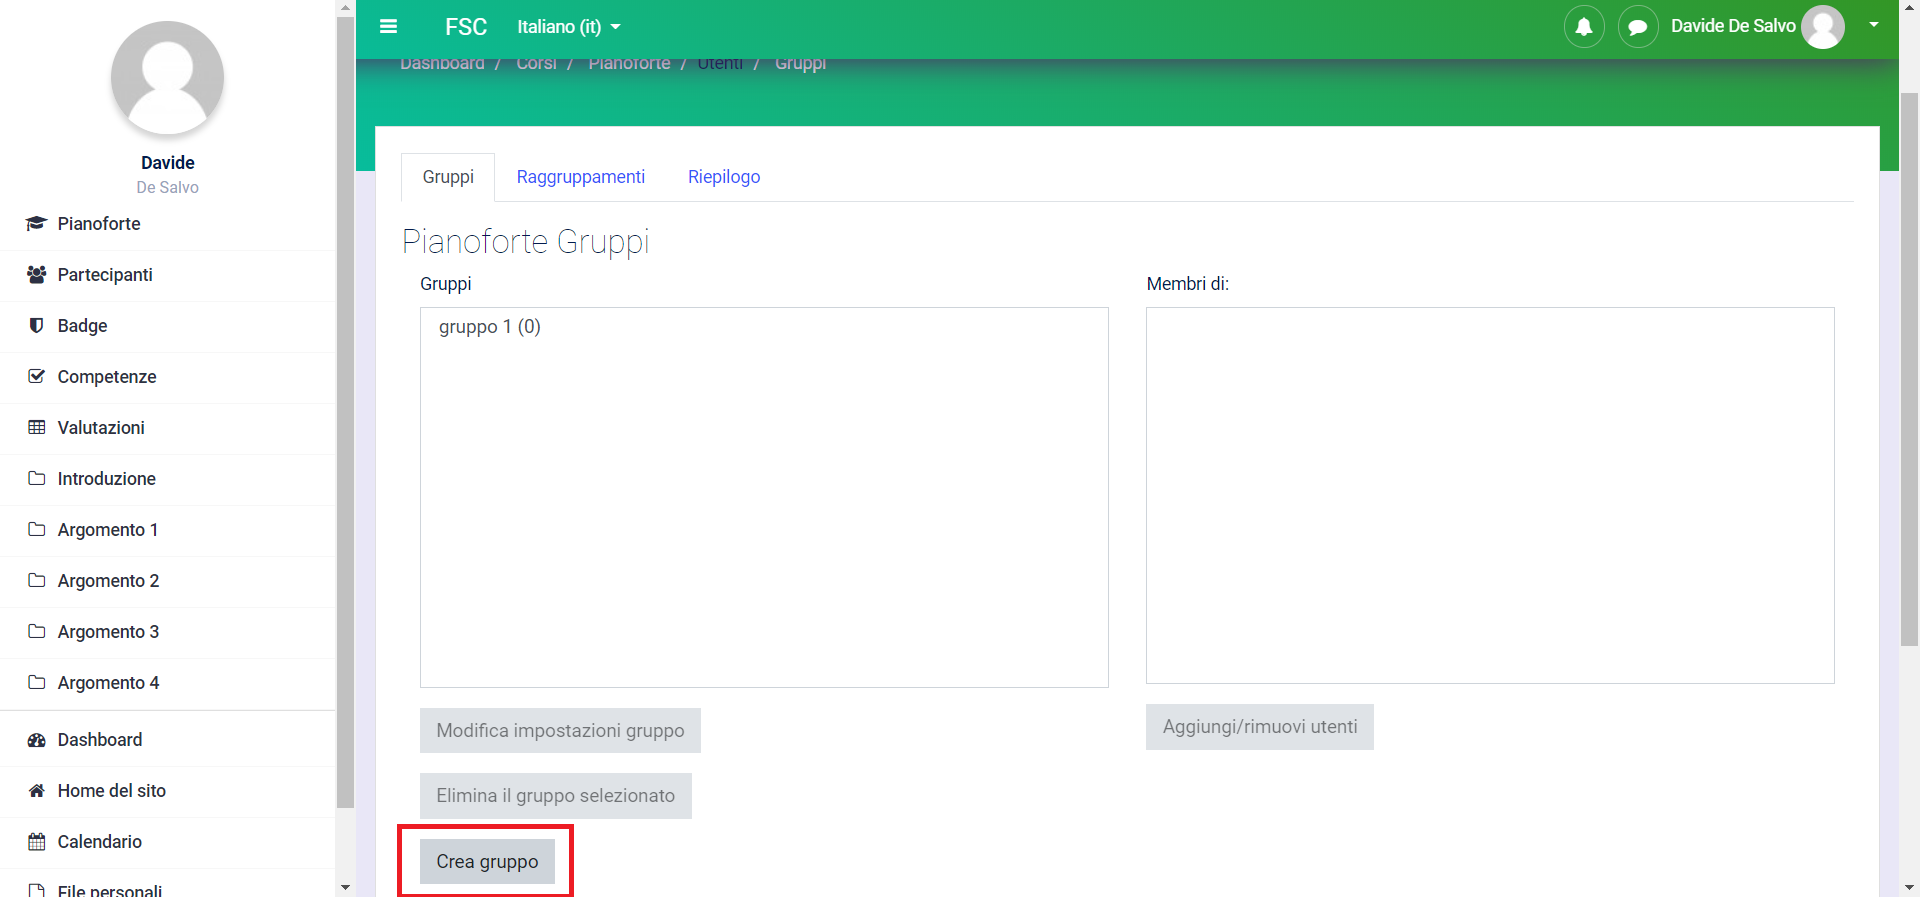 FSC
Italiano (it)
Davide De Salvo
Dashboard / Corsi / Pianoforte / Utenti / Gruppi
Davide
De Salvo
Pianoforte
Partecipanti
Badge
Competenze
Valutazioni
Introduzione
Argomento 1
Argomento 2
Argomento 3
Argomento 4
Dashboard
Home del sito
Calendario
File personali
Gruppi
Raggruppamenti
Riepilogo
Pianoforte Gruppi
Gruppi
gruppo 1 (0)
Modifica impostazioni gruppo
Elimina il gruppo selezionato
Crea gruppo
Membri di:
Aggiungi/rimuovi utenti